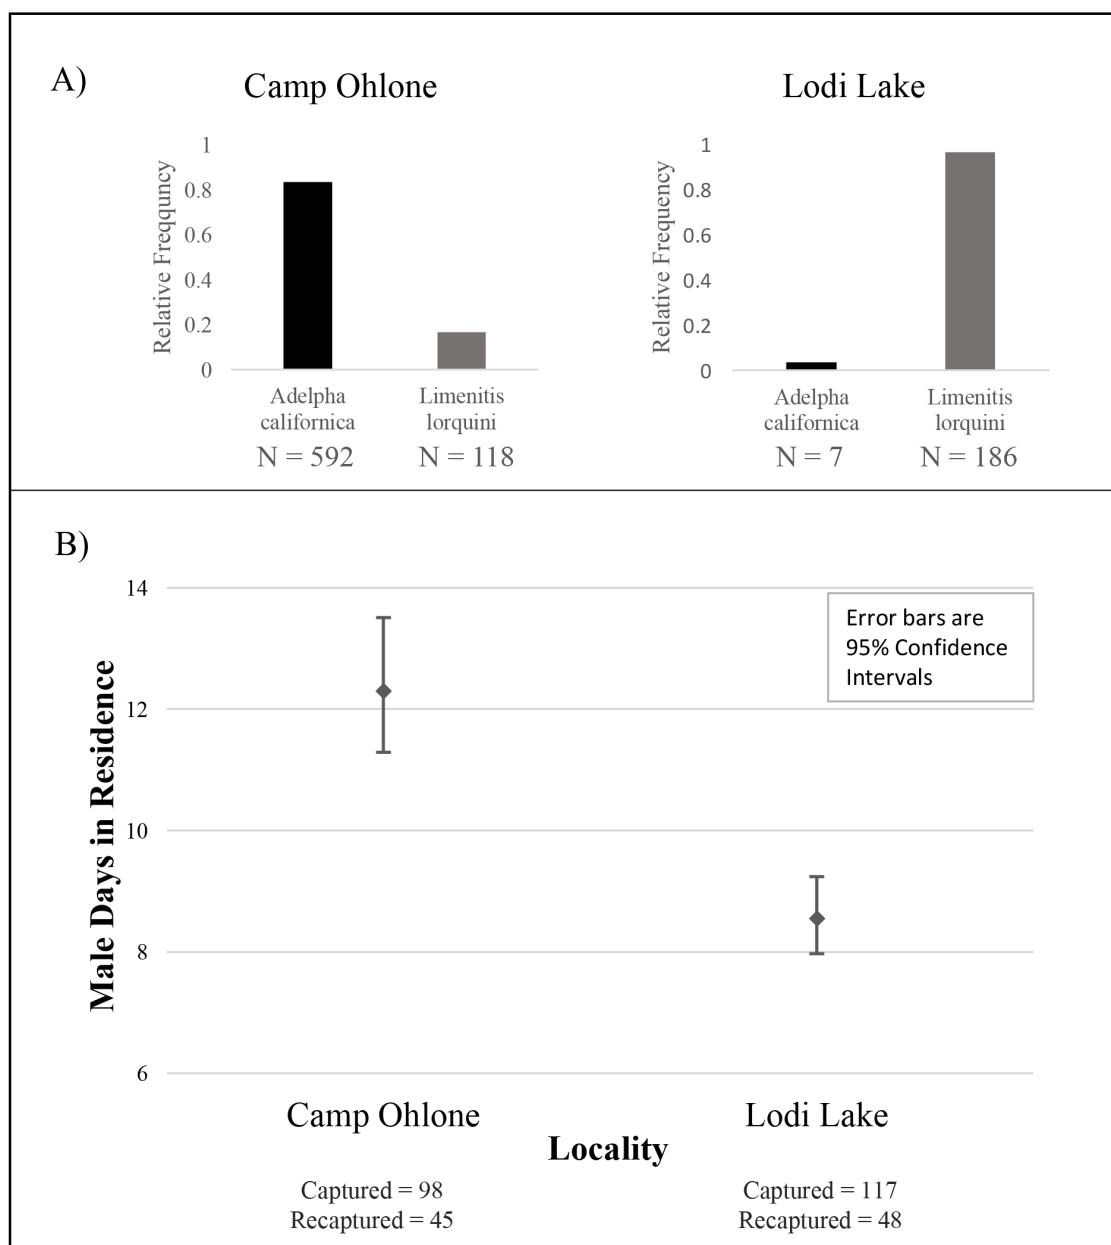 A)
Camp Ohlone
Relative Freqquncy
1
0.8
0.6
0.4
0.2
0
Adelpha
californica
N = 592
Limenitis
lorquini
N = 118
Lodi Lake
Relative Frequency
1
0.8
0.6
0.4
0.2
0
Adelpha
californica
N = 7
Limenitis
lorquini
N = 186
B)
Male Days in Residence
14
12
10
8
6
Error bars are
95% Confidence
Intervals
Camp Ohlone
Lodi Lake
Locality
Captured = 98
Recaptured = 45
Captured = 117
Recaptured = 48